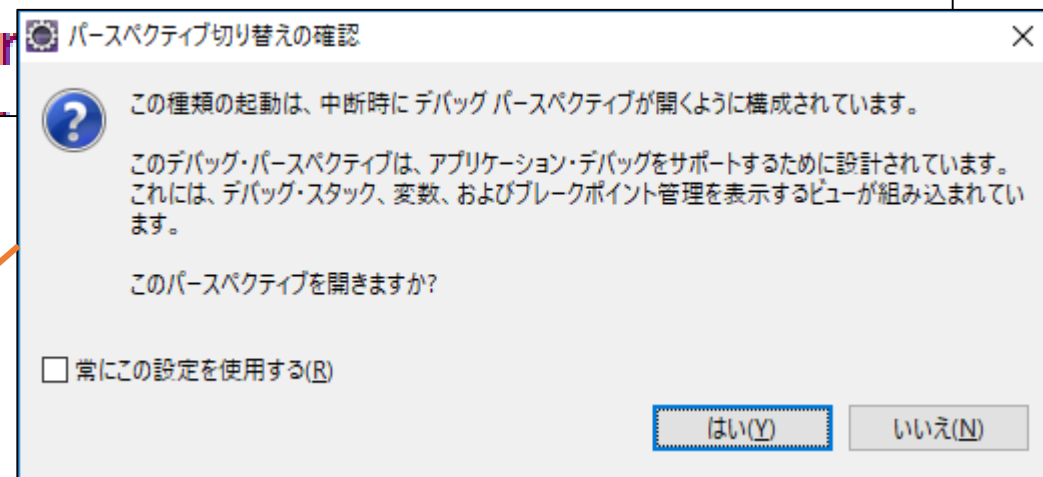 パースペクティブ切り替えの確認
この種類の起動は、中断時に デバッグ パースペクティブが開くように構成されています。
このデバッグ・パースペクティブは、アプリケーション・デバッグをサポートするために設計されています。
これには、デバッグ・スタック、変数、およびブレークポイント管理を表示するビューが組み込まれてい
ます。
このパースペクティブを開きますか?
常にこの設定を使用する(R)
はい(Y) いいえ(N)